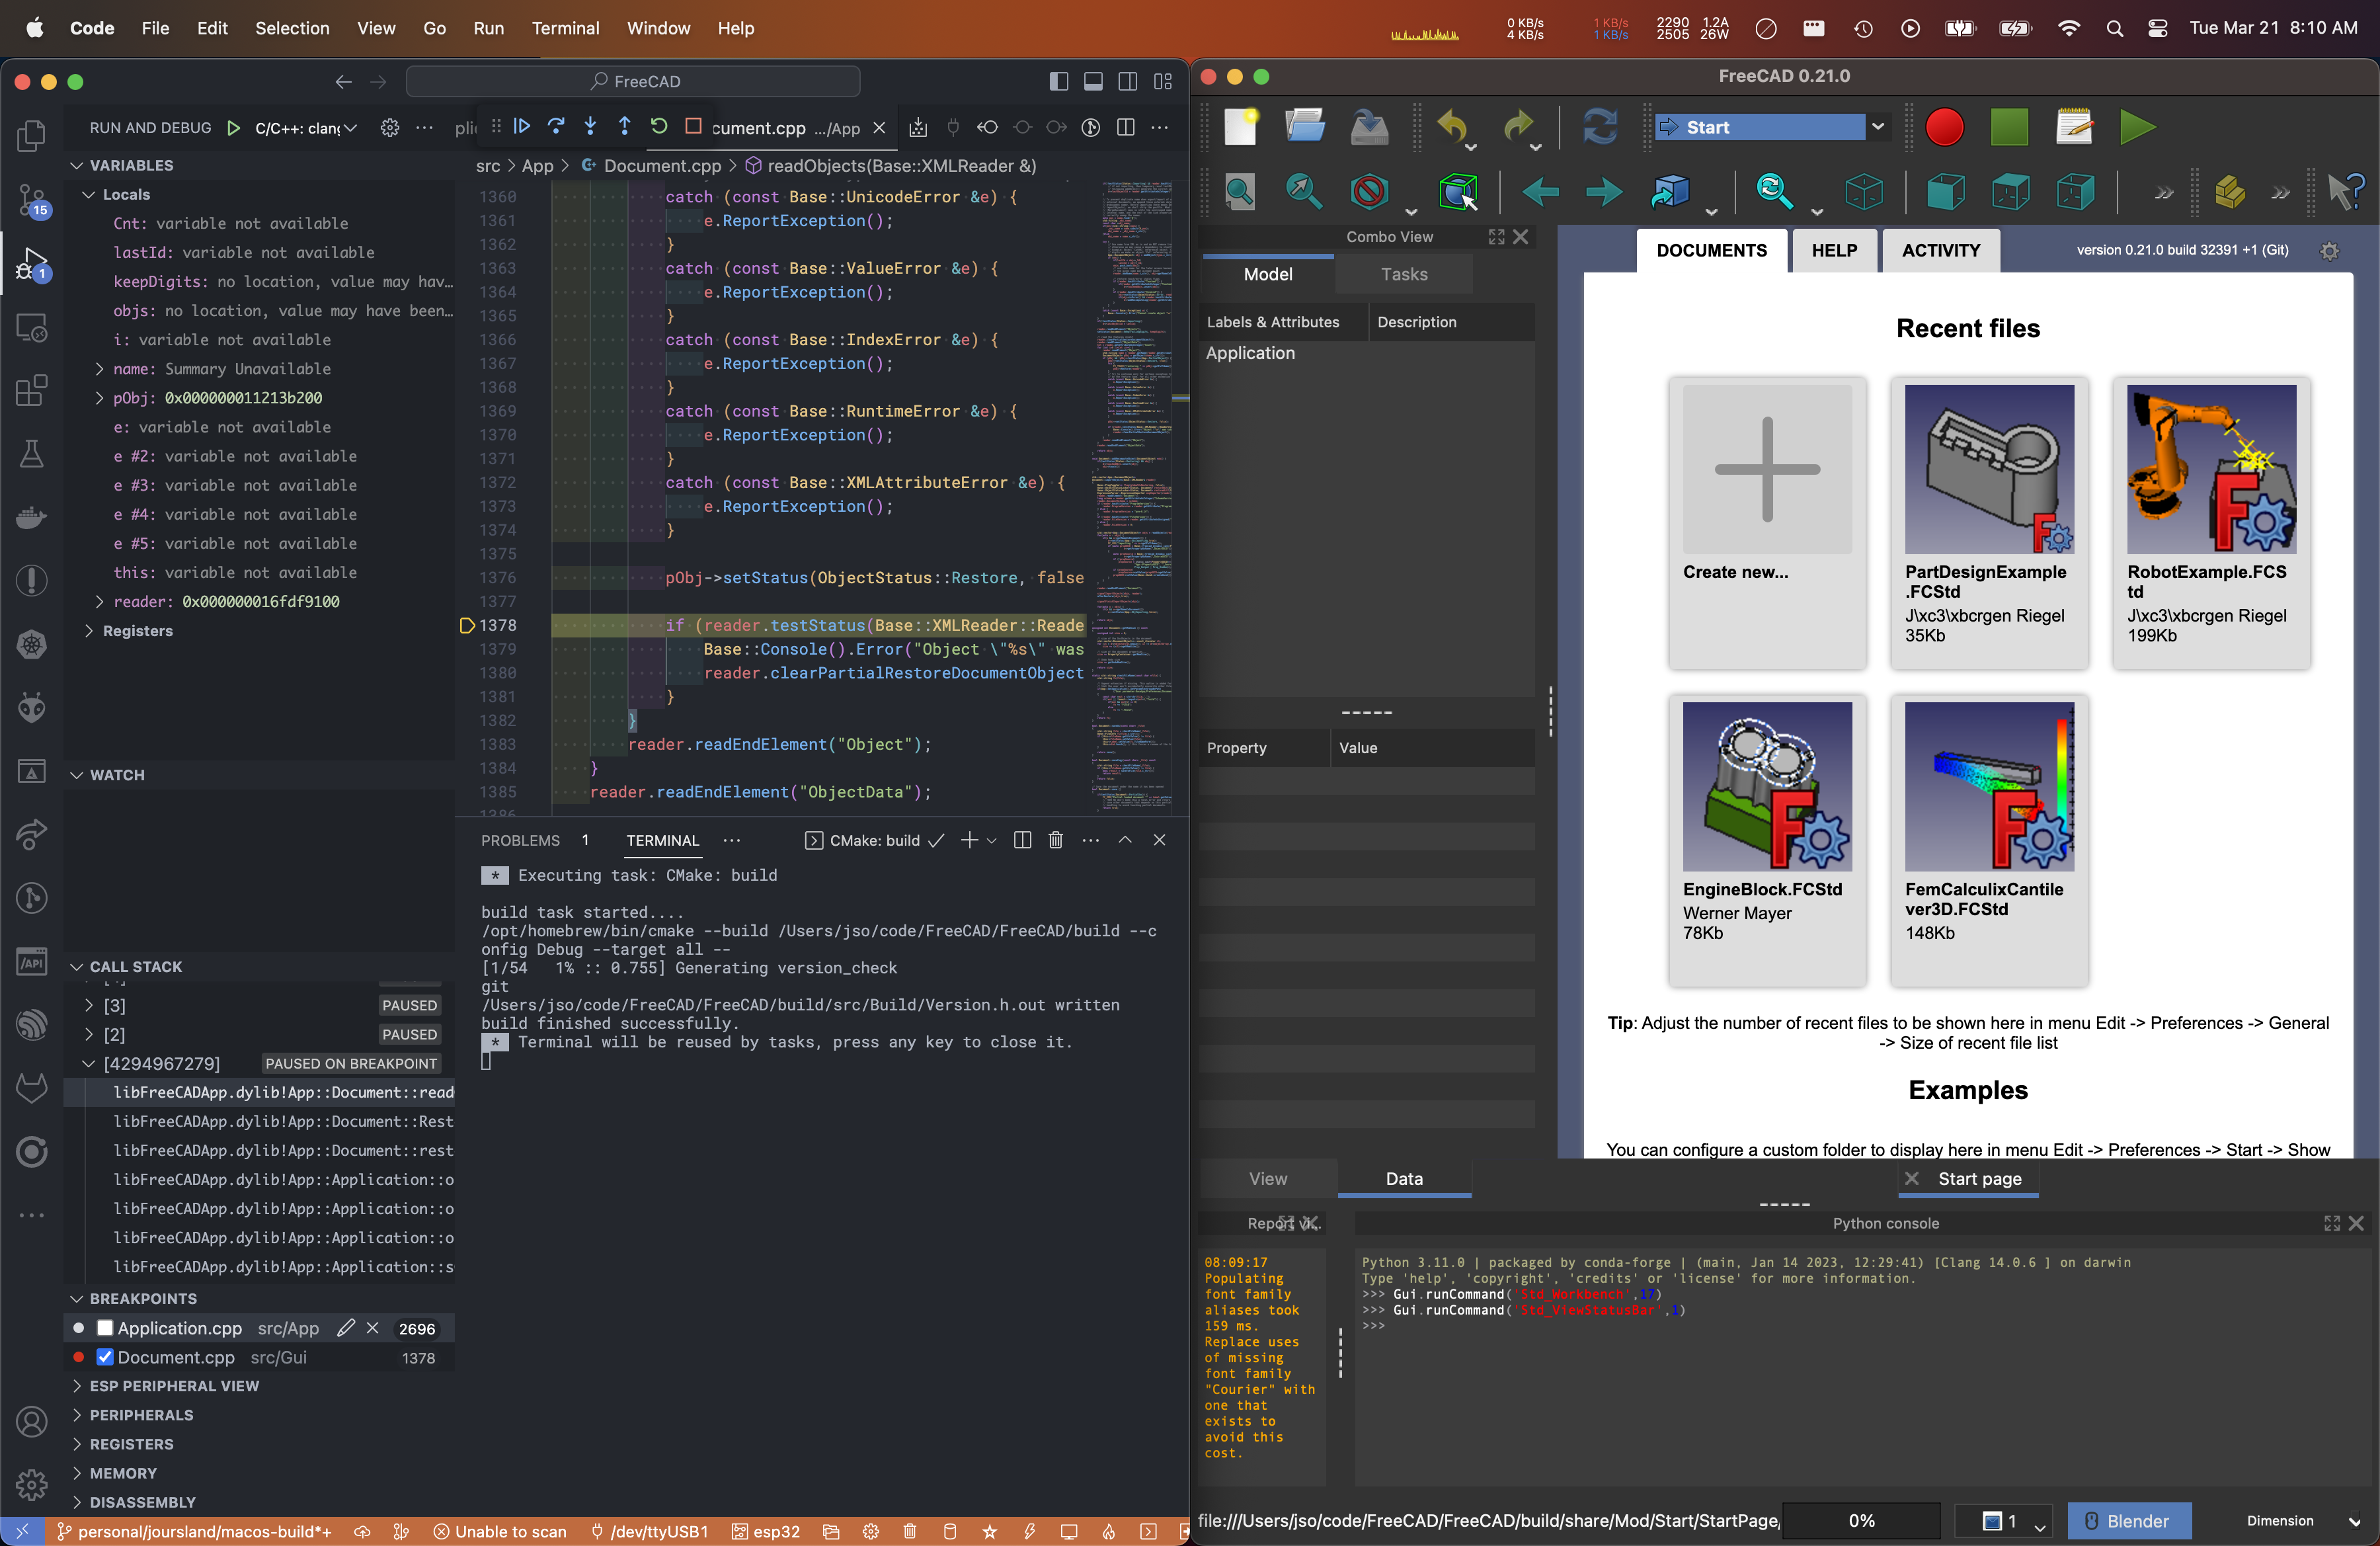 Code File Edit Selection View Go Run Terminal Window Help
0 KB/s
4 KB/s
1 KB/s
1 KB/s
2290 1.2A
2505 26W
Tue Mar 21 8:10 AM
FreeCAD
RUN AND DEBUG C/C++: clang
cument.cpp .../App
src > App > Document.cpp > readObjects(Base::XMLReader &)
VARIABLES
Locals
Cnt: variable not available
lastId: variable not available
keepDigits: no location, value may hav…
objs: no location, value may have been…
i: variable not available
name: Summary Unavailable
pObj: 0x000000011213b200
e: variable not available
e #2: variable not available
e #3: variable not available
e #4: variable not available
e #5: variable not available
this: variable not available
reader: 0x000000016fdf9100
Registers
WATCH
CALL STACK
[3] PAUSED
[2] PAUSED
[4294967279] PAUSED ON BREAKPOINT
libFreeCADApp.dylib!App::Document::read
libFreeCADApp.dylib!App::Document::Rest
libFreeCADApp.dylib!App::Document::rest
libFreeCADApp.dylib!App::Application::o
libFreeCADApp.dylib!App::Application::o
libFreeCADApp.dylib!App::Application::o
libFreeCADApp.dylib!App::Application::s
BREAKPOINTS
Application.cpp src/App 2696
Document.cpp src/Gui 1378
ESP PERIPHERAL VIEW
PERIPHERALS
REGISTERS
MEMORY
DISASSEMBLY
15
1
1360 catch (const Base::UnicodeError &e) {
1361 e.ReportException();
1362 }
1363 catch (const Base::ValueError &e) {
1364 e.ReportException();
1365 }
1366 catch (const Base::IndexError &e) {
1367 e.ReportException();
1368 }
1369 catch (const Base::RuntimeError &e) {
1370 e.ReportException();
1371 }
1372 catch (const Base::XMLAttributeError &e) {
1373 e.ReportException();
1374 }
1375
1376 pObj->setStatus(ObjectStatus::Restore, false
1377
1378 if (reader.testStatus(Base::XMLReader::Reade
1379 Base::Console().Error("Object \"%s\" was
1380 reader.clearPartialRestoreDocumentObject
1381 }
1382 }
1383 reader.readEndElement("Object");
1384 }
1385 reader.readEndElement("ObjectData");
1386
PROBLEMS 1 TERMINAL CMake: build
* Executing task: CMake: build
build task started....
/opt/homebrew/bin/cmake --build /Users/jso/code/FreeCAD/FreeCAD/build --c
onfig Debug --target all --
[1/54 1% :: 0.755] Generating version_check
git
/Users/jso/code/FreeCAD/FreeCAD/build/src/Build/Version.h.out written
build finished successfully.
* Terminal will be reused by tasks, press any key to close it.
personal/joursland/macos-build*+ Unable to scan /dev/ttyUSB1 esp32
FreeCAD 0.21.0
Start
Combo View
Model Tasks
Labels & Attributes Description
Application
Property Value
View Data
DOCUMENTS HELP ACTIVITY version 0.21.0 build 32391 +1 (Git)
Recent files
Create new...
PartDesignExample
.FCStd
J\xc3\xbcrgen Riegel
35Kb
RobotExample.FCS
td
J\xc3\xbcrgen Riegel
199Kb
EngineBlock.FCStd
Werner Mayer
78Kb
FemCalculixCantile
ver3D.FCStd
148Kb
Tip: Adjust the number of recent files to be shown here in menu Edit -> Preferences -> General
-> Size of recent file list
Examples
You can configure a custom folder to display here in menu Edit -> Preferences -> Start -> Show
Start page
Report vi...
08:09:17
Populating
font family
aliases took
159 ms.
Replace uses
of missing
font family
"Courier" with
one that
exists to
avoid this
cost.
Python console
Python 3.11.0 | packaged by conda-forge | (main, Jan 14 2023, 12:29:41) [Clang 14.0.6 ] on darwin
Type 'help', 'copyright', 'credits' or 'license' for more information.
>>> Gui.runCommand('Std_Workbench',17)
>>> Gui.runCommand('Std_ViewStatusBar',1)
>>>
file:///Users/jso/code/FreeCAD/FreeCAD/build/share/Mod/Start/StartPage/ 0% 1 Blender Dimension